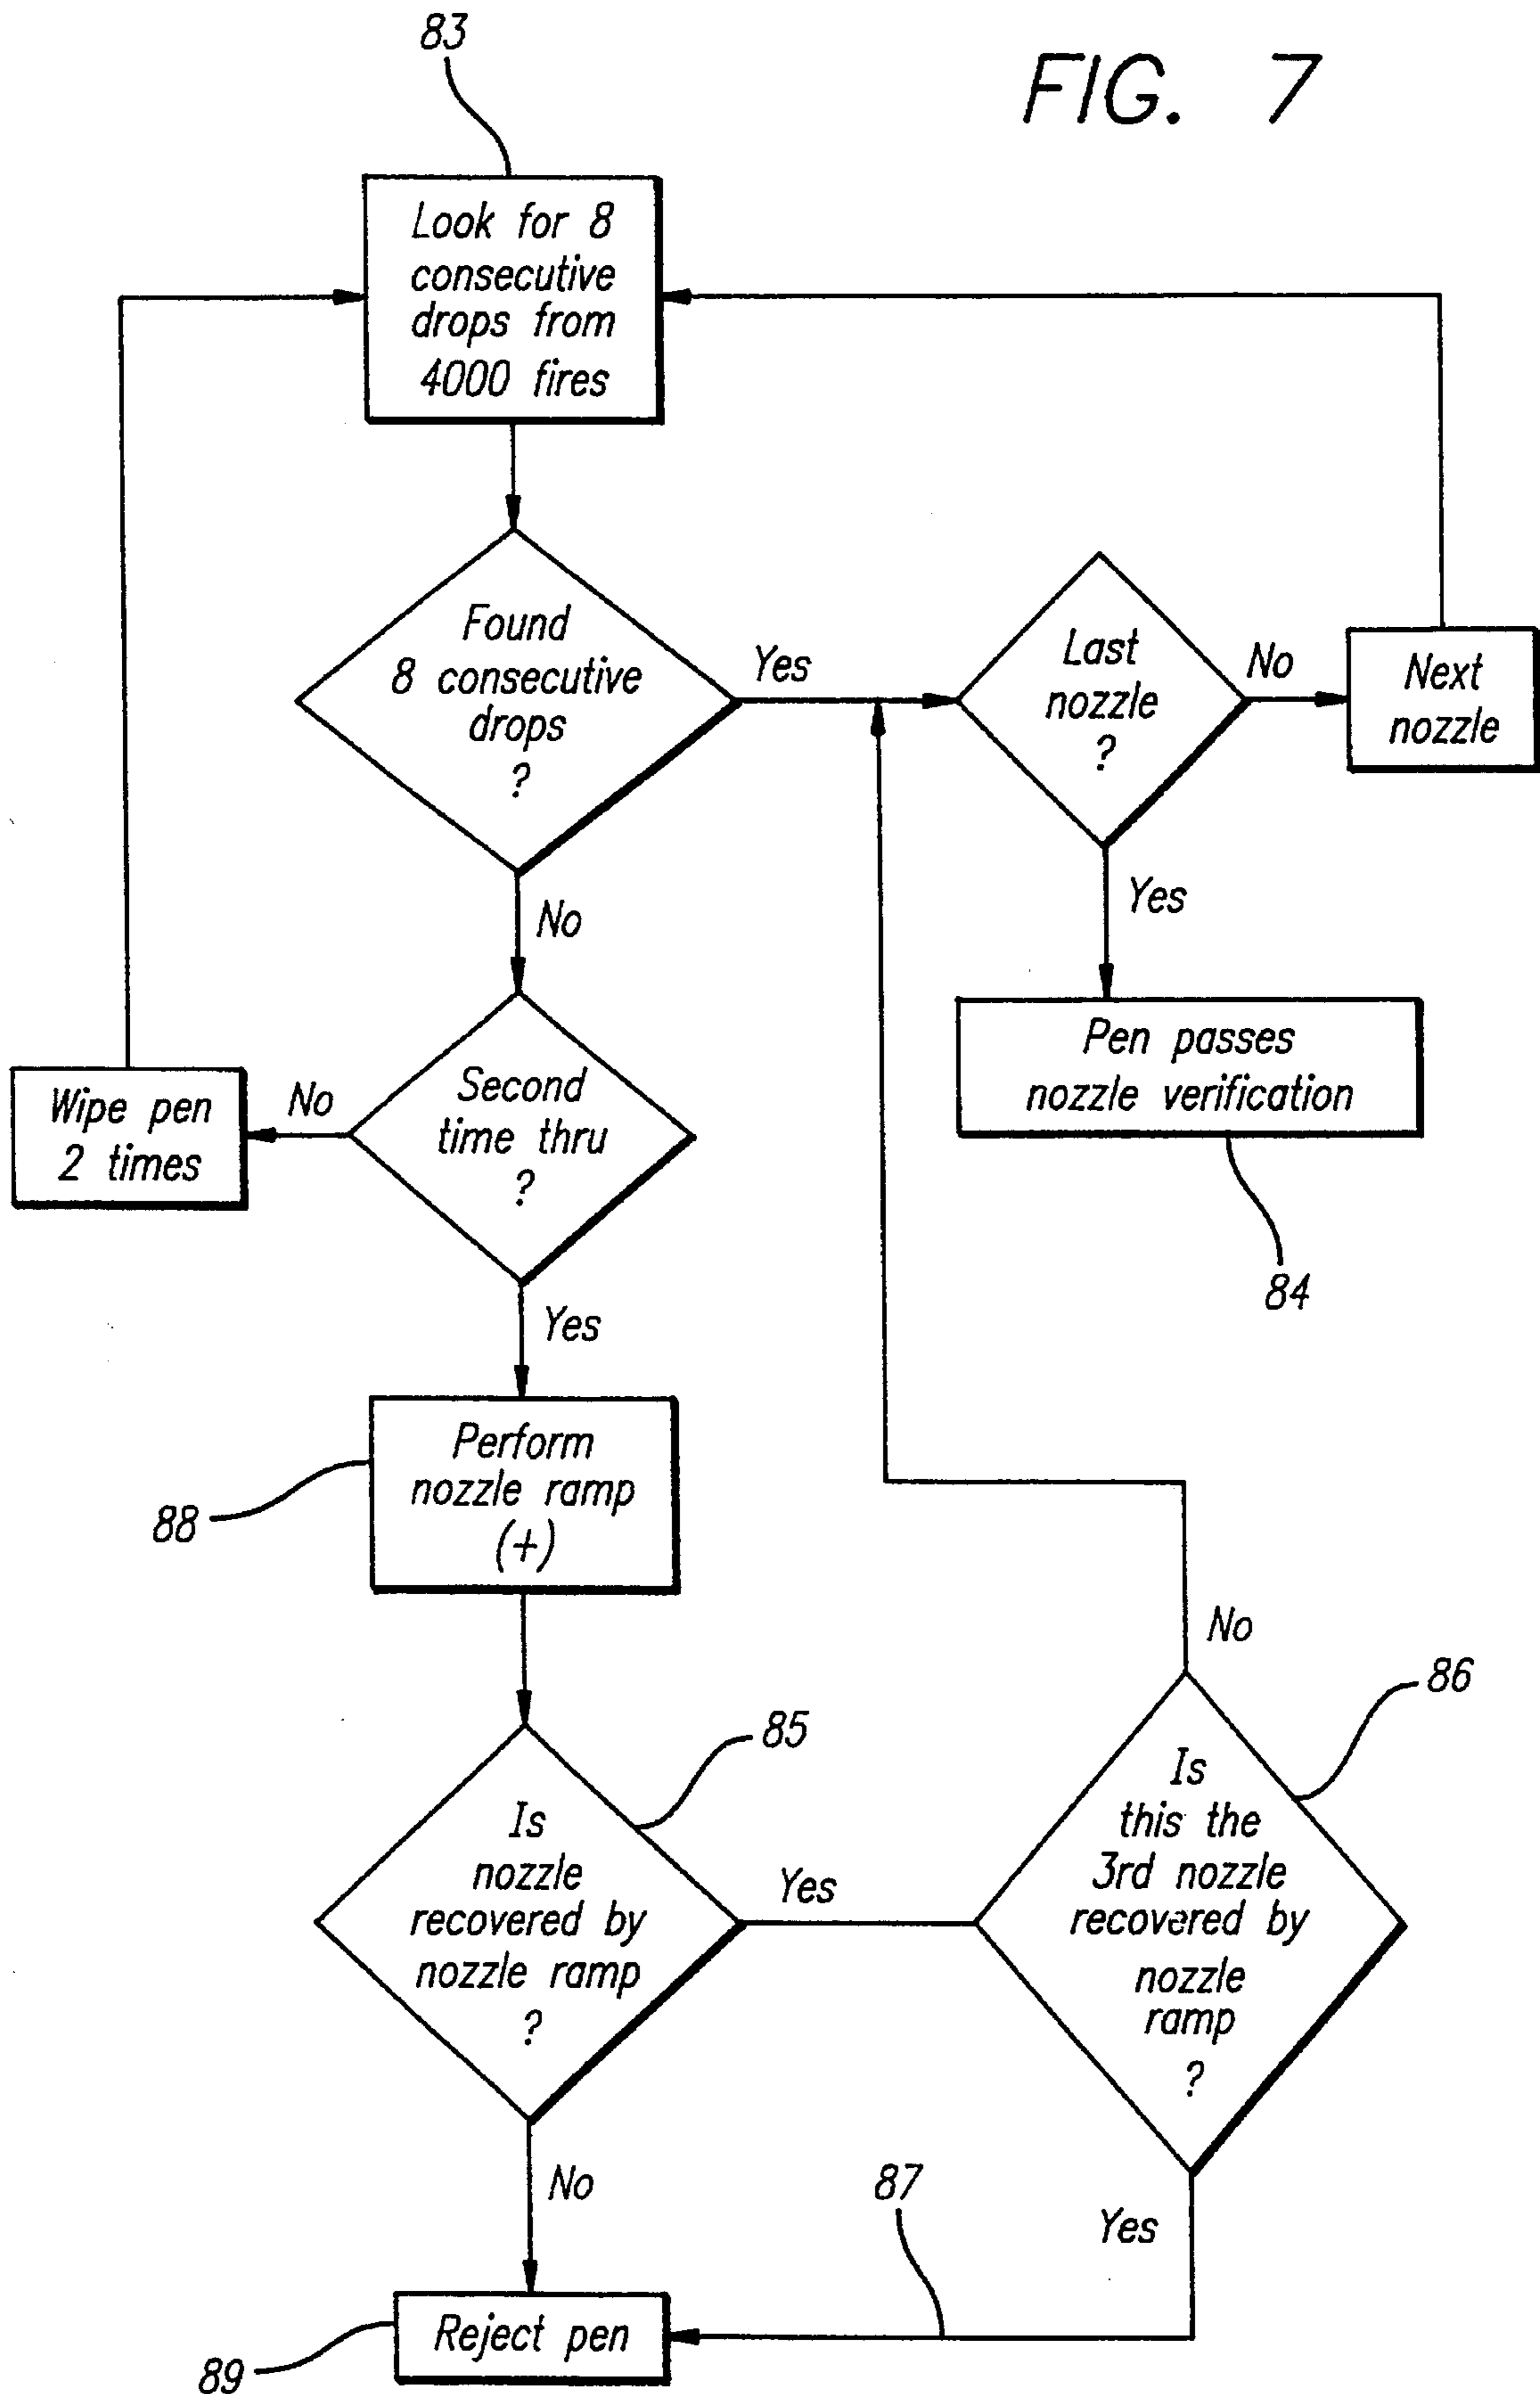 83
FIG. 7
Look for 8
consecutive
drops from
4000 fires
Found
8 consecutive
drops
?
Yes
Last
nozzle
?
No
Next
nozzle
No
Yes
Pen passes
nozzle verification
84
Second
time thru
?
No
Wipe pen
2 times
Yes
Perform
nozzle ramp
(+)
88
No
86
85
Is
nozzle
recovered by
nozzle ramp
?
Yes
Is
this the
3rd nozzle
recovered by
nozzle
ramp
?
No
87
Yes
Reject pen
89